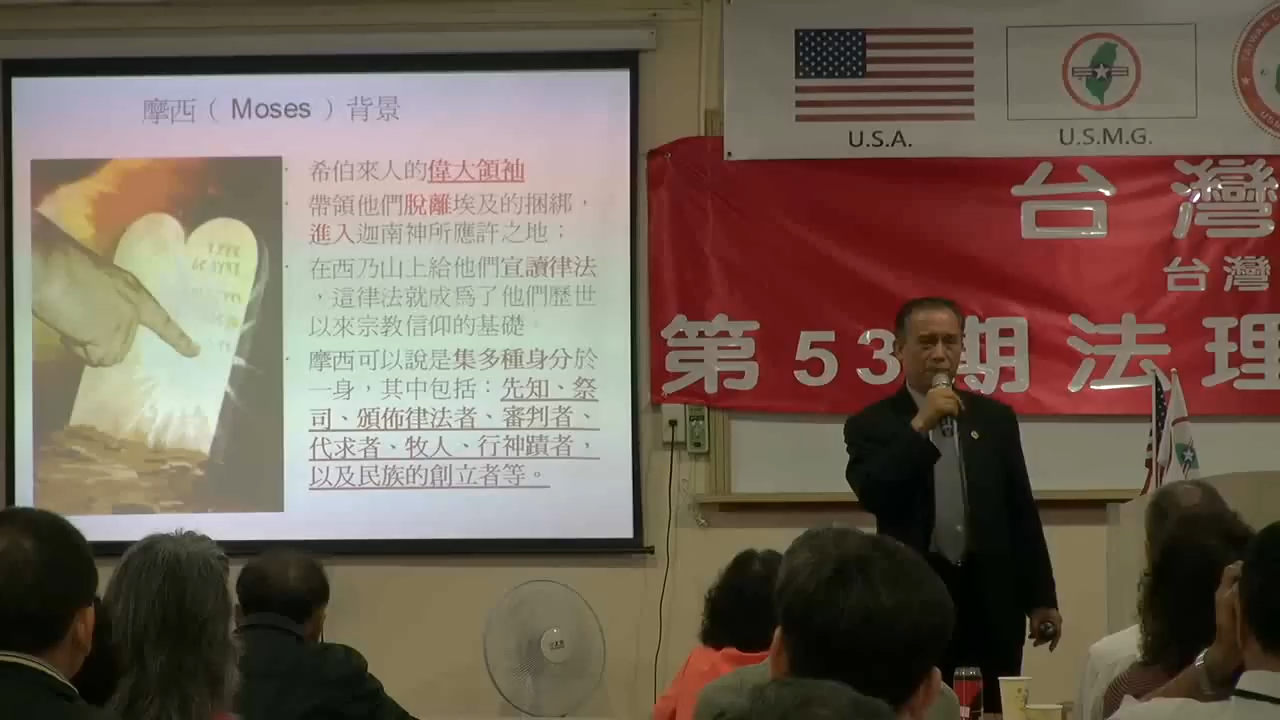 摩西（ Moses ）背景
希伯來人的偉大領袖
帶領他們脫離埃及的捆綁，
進入迦南神所應許之地；
在西乃山上給他們宣讀律法
，這律法就成爲了他們歷世
以來宗教信仰的基礎。
摩西可以說是集多種身分於
一身，其中包括：先知、祭
司、頒佈律法者、審判者、
代求者、牧人、行神蹟者，
以及民族的創立者等。
U.S.A.
U.S.M.G.
台灣
台灣
第53期法理